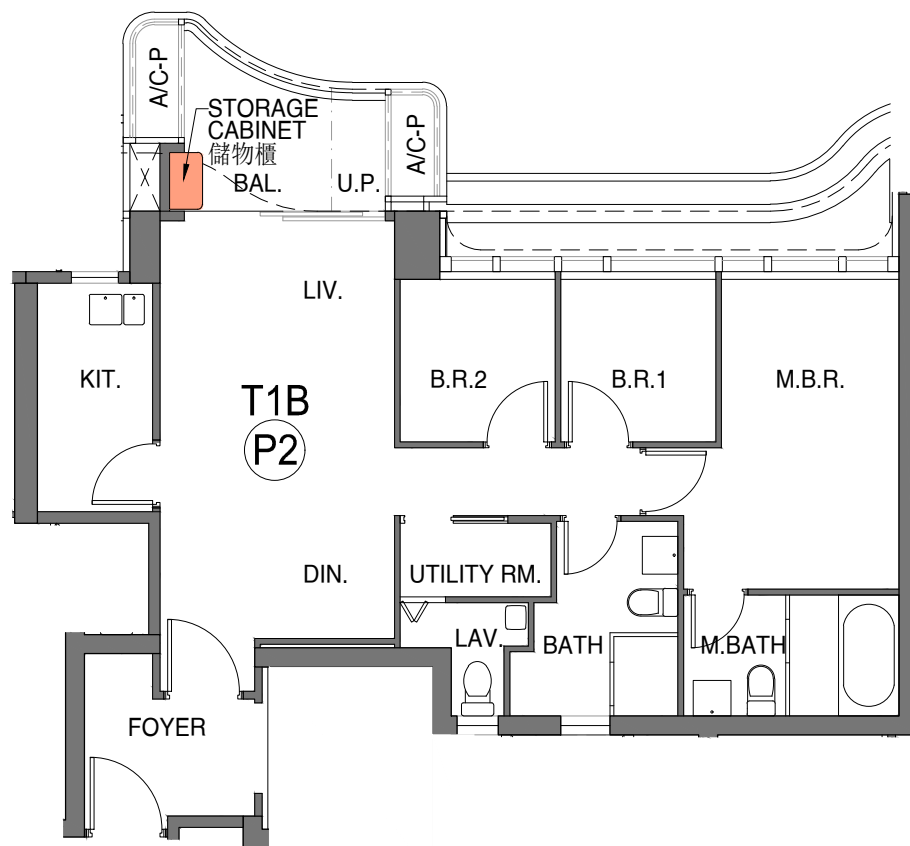 A/C-P
STORAGE
CABINET
儲物櫃
A/C-P
BAL.
U.P.
LIV.
KIT.
B.R.2
B.R.1
M.B.R.
T1B
P2
DIN.
UTILITY RM.
LAV.
BATH
M.BATH
FOYER